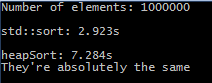 Number of elements: 1000000
std::sort: 2.923s
heapSort: 7.284s
They're absolutely the same